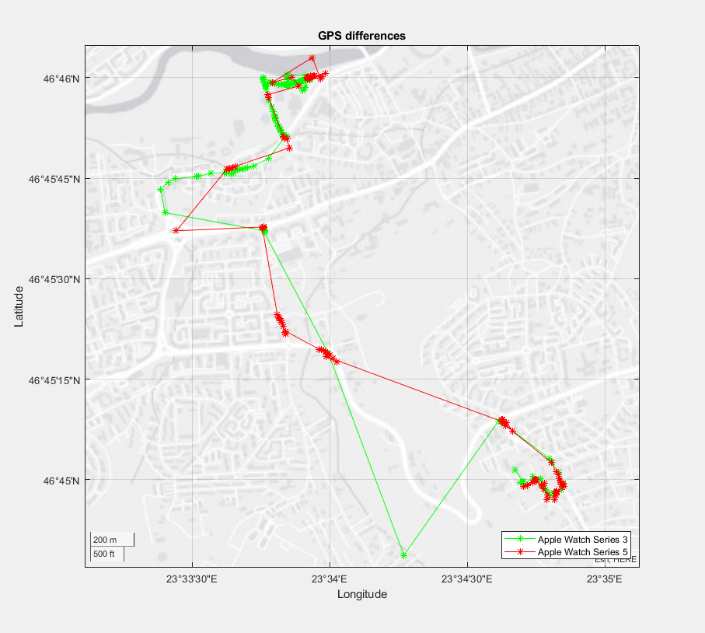 GPS differences
46°46'N
46°45'45"N
46°45'30"N
46°45'15"N
46°45'N
Latitude
200 m
500 ft
Apple Watch Series 3
Apple Watch Series 5
HERE
23°33'30"E
23°34'E
23°34'30"E
23°35'E
Longitude